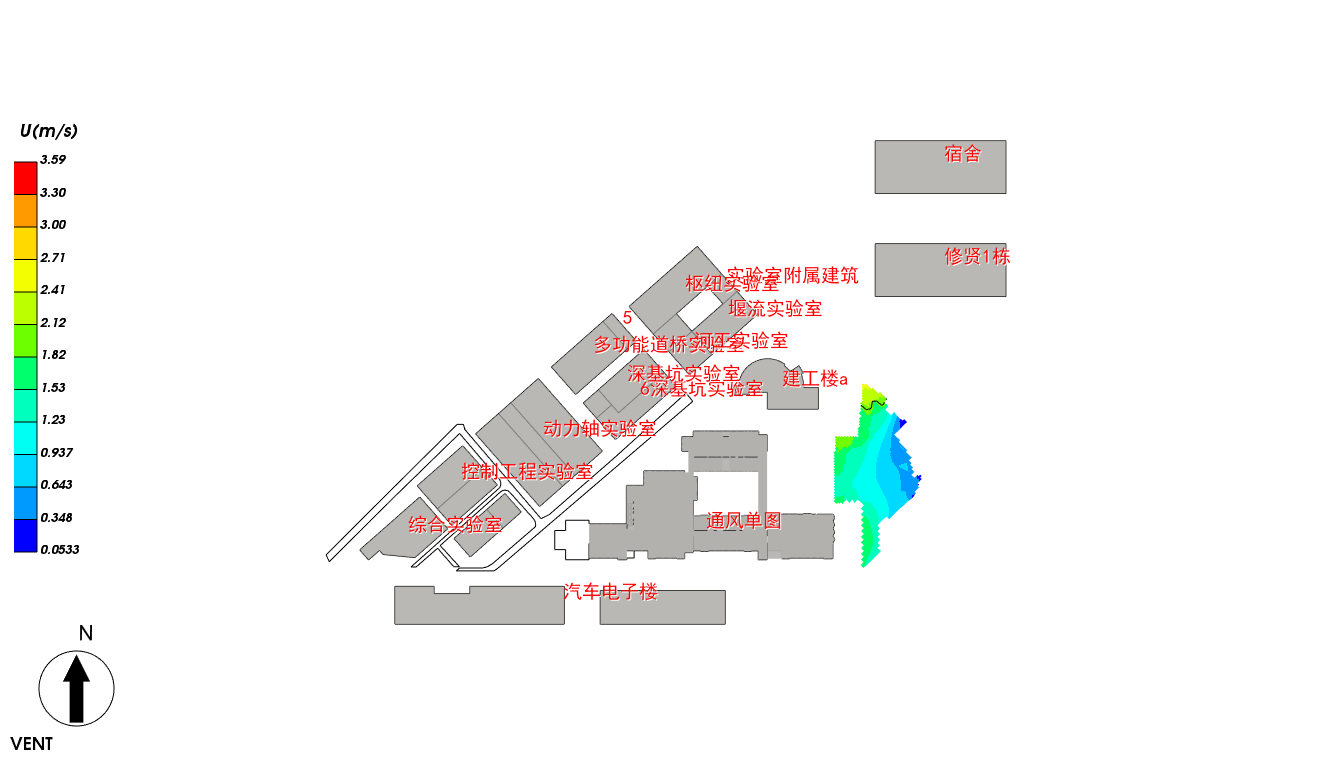 U(m/s)
3.59
3.30
3.00
2.71
2.41
2.12
1.82
1.53
1.23
0.937
0.643
0.348
0.0533
宿舍
修贤1栋
实验室附属建筑
枢纽实验室
堰流实验室
5
河工实验室
多功能道桥实验室
深基坑实验室
6深基坑实验室
建工楼a
动力轴实验室
控制工程实验室
综合实验室
通风单图
汽车电子楼
N
VENT